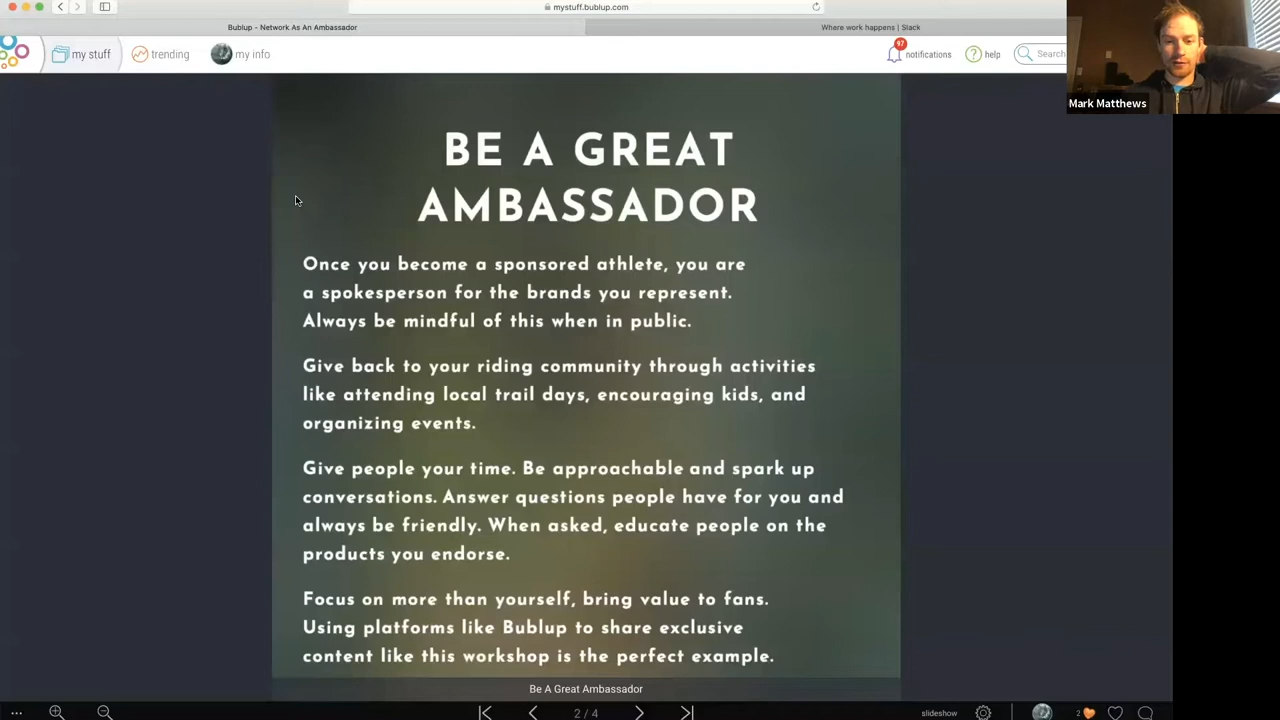 mystuff.bublup.com
Bublup - Network As An Ambassador
Where work happens | Slack
my stuff
trending
my info
97
notifications
help
Search
Mark Matthews
BE A GREAT
AMBASSADOR
Once you become a sponsored athlete, you are
a spokesperson for the brands you represent.
Always be mindful of this when in public.
Give back to your riding community through activities
like attending local trail days, encouraging kids, and
organizing events.
Give people your time. Be approachable and spark up
conversations. Answer questions people have for you and
always be friendly. When asked, educate people on the
products you endorse.
Focus on more than yourself, bring value to fans.
Using platforms like Bublup to share exclusive
content like this workshop is the perfect example.
Be A Great Ambassador
2 / 4
slideshow
2